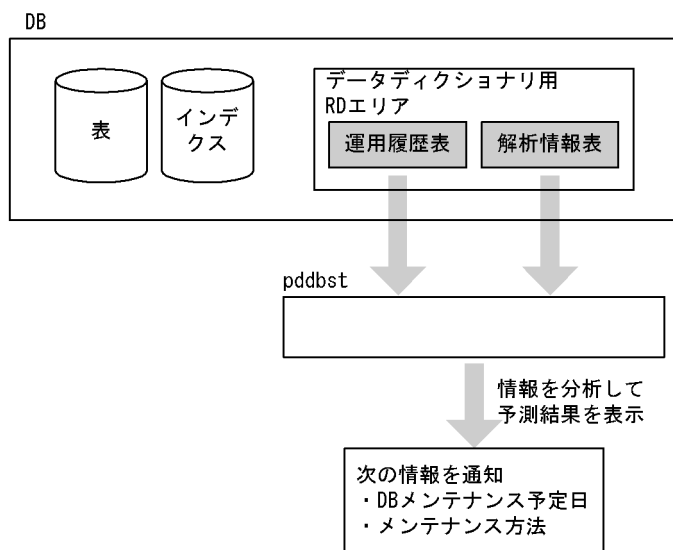 DB
表
インデ
クス
データディクショナリ用
RDエリア
運用履歴表
解析情報表
pddbst
情報を分析して
予測結果を表示
次の情報を通知
・DBメンテナンス予定日
・メンテナンス方法